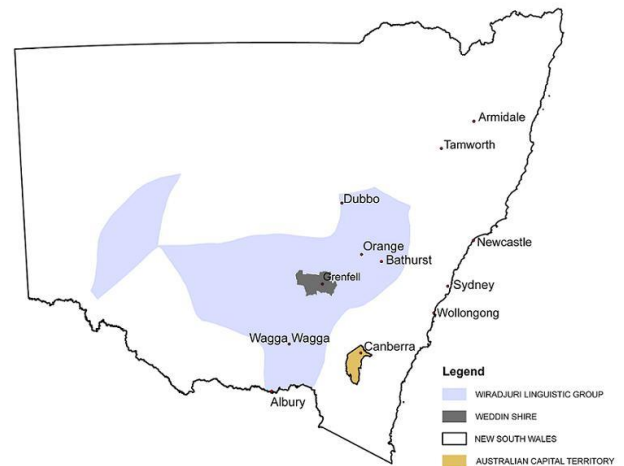 Armidale
Tamworth
Dubbo
Newcastle
Orange
Bathurst
Grenfell
Sydney
Wollongong
Wagga Wagga
Canberra
Albury
Legend
WIRADJURI LINGUISTIC GROUP
WEDDIN SHIRE
NEW SOUTH WALES
AUSTRALIAN CAPITAL TERRITORY